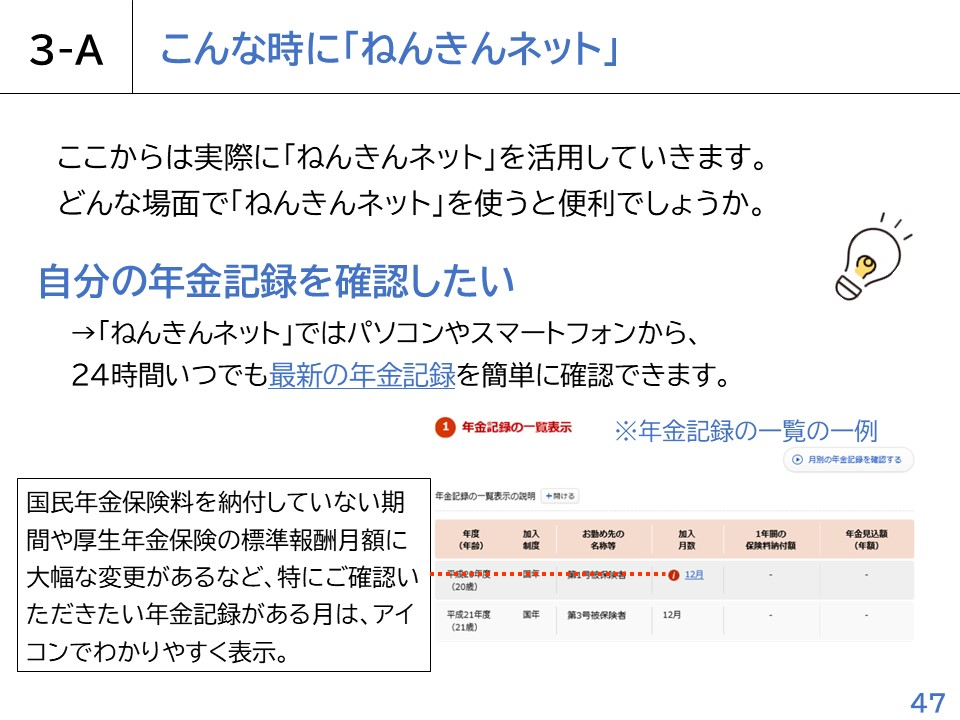 3-A
こんな時に「ねんきんネット」
ここからは実際に「ねんきんネット」を活用していきます。
どんな場面で「ねんきんネット」を使うと便利でしょうか。
自分の年金記録を確認したい
→「ねんきんネット」ではパソコンやスマートフォンから、
24時間いつでも最新の年金記録を簡単に確認できます。
1 年金記録の一覧表示
※年金記録の一覧の一例
月別の年金記録を確認する
国民年金保険料を納付していない期
間や厚生年金保険の標準報酬月額に
大幅な変更があるなど、特にご確認い
ただきたい年金記録がある月は、アイ
コンでわかりやすく表示。
年金記録の一覧表示の説明 +開ける
年度 加入 お勤め先の 加入 1年間の 年金見込額
(年齢) 制度 名称等 月数 保険料納付額 (年額)
平成20年度 国年 第1号被保険者 ! 12月 - -
(20歳)
平成21年度 国年 第3号被保険者 12月 - -
(21歳)
47